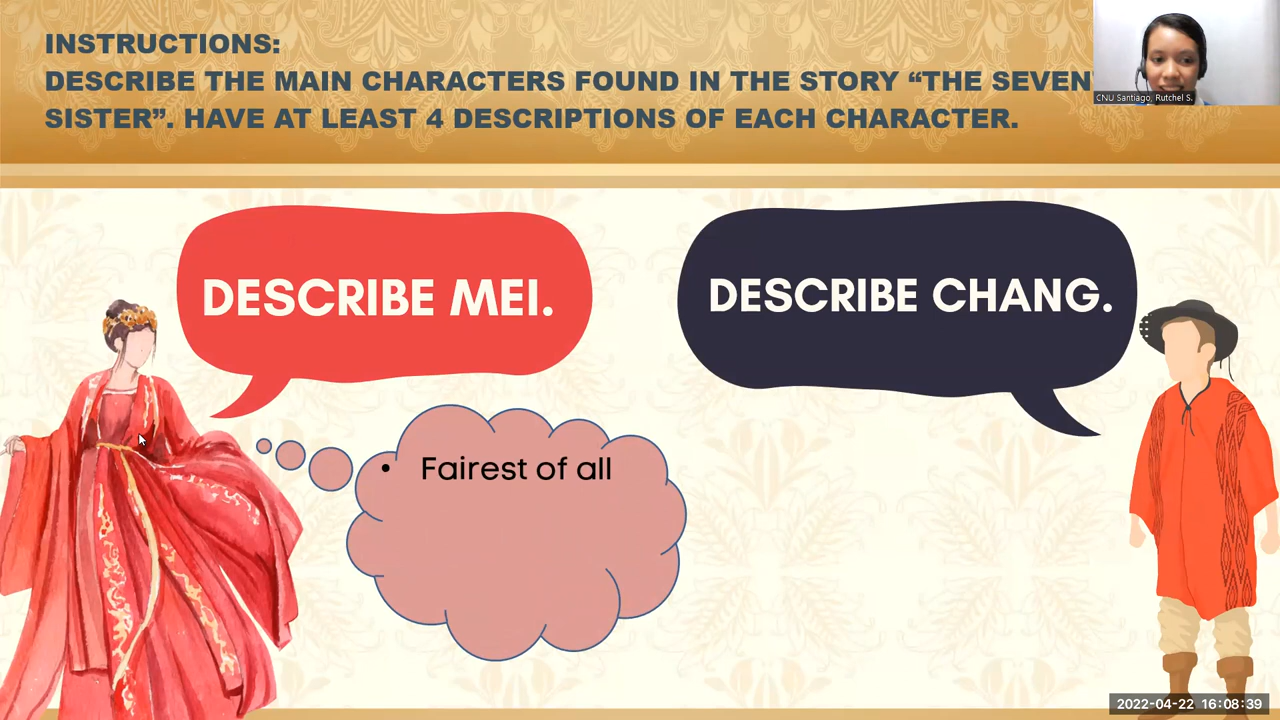 INSTRUCTIONS:
DESCRIBE THE MAIN CHARACTERS FOUND IN THE STORY “THE SEVEN
SISTER”. HAVE AT LEAST 4 DESCRIPTIONS OF EACH CHARACTER.
CNU Santiago, Rutchel S.
DESCRIBE MEI.
DESCRIBE CHANG.
• Fairest of all
2022-04-22 16:08:39